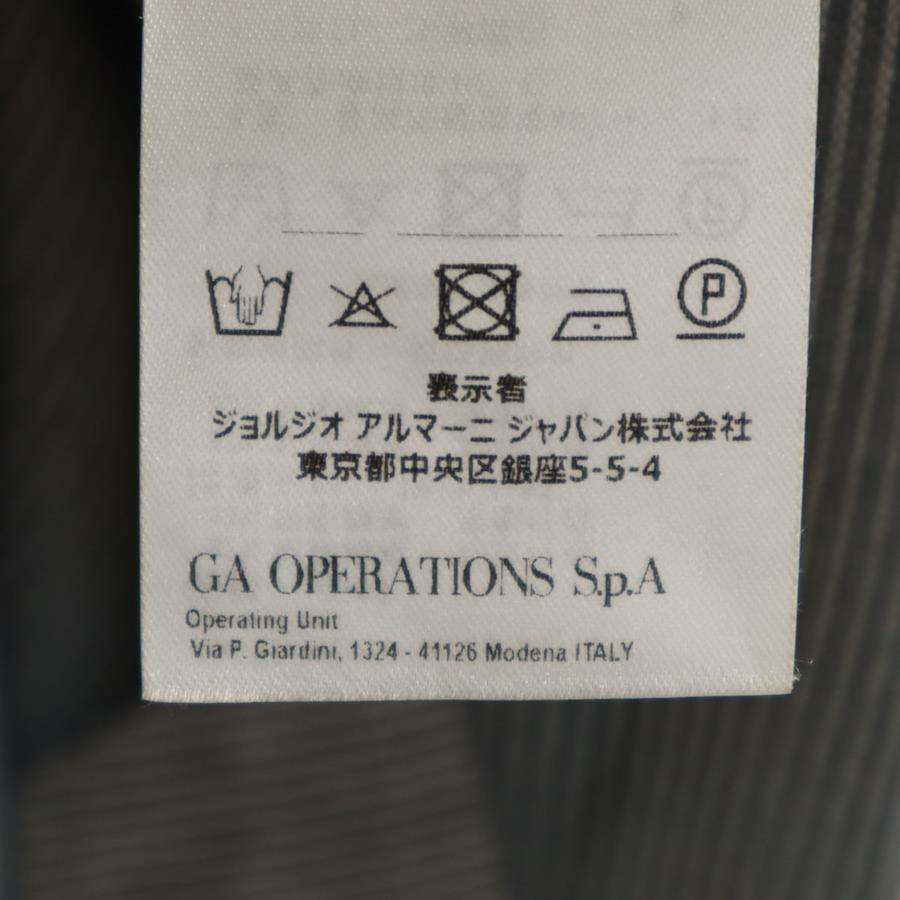 P
表示者
ジョルジオ アルマーニ ジャパン株式会社
東京都中央区銀座5-5-4
GA OPERATIONS S.p.A
Operating Unit
Via P. Giardini, 1324 - 41126 Modena ITALY